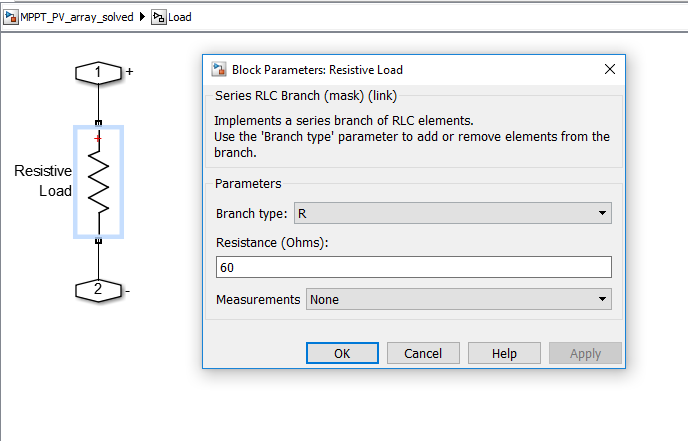 MPPT_PV_array_solved Load
1 +
Resistive
Load
2 -
Block Parameters: Resistive Load
Series RLC Branch (mask) (link)
Implements a series branch of RLC elements.
Use the 'Branch type' parameter to add or remove elements from the
branch.
Parameters
Branch type: R
Resistance (Ohms):
60
Measurements None
OK Cancel Help Apply